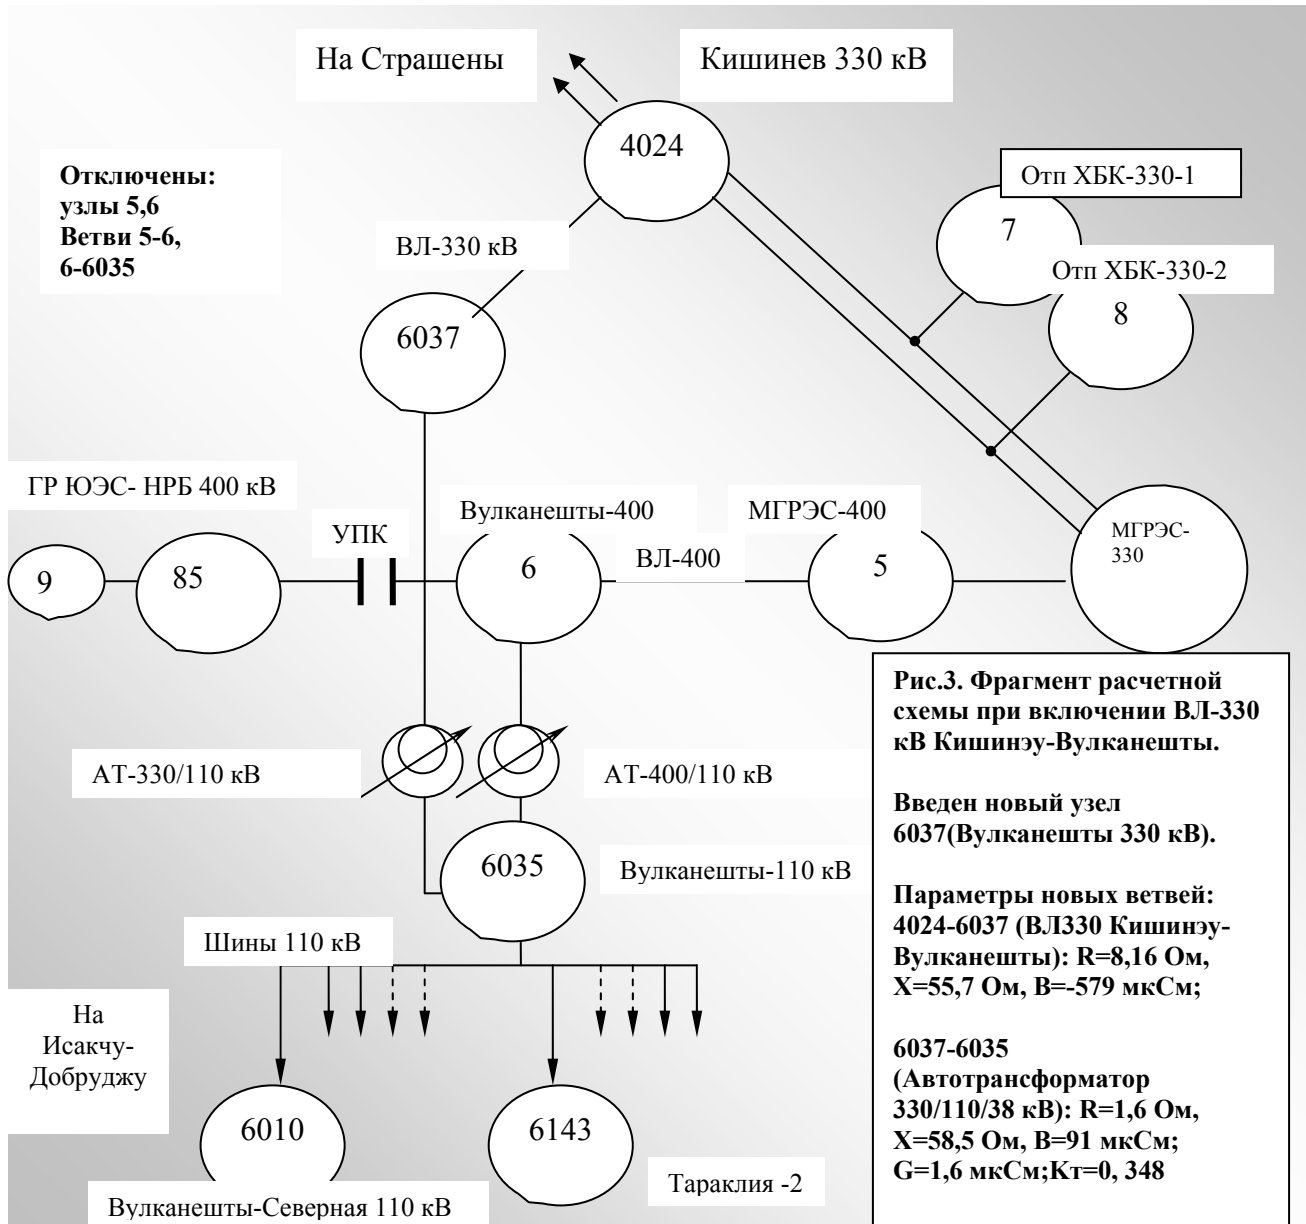 На Страшены
Кишинев 330 кВ
4024
Отключены:
узлы 5,6
Ветви 5-6,
6-6035
Отп ХБК-330-1
7
Отп ХБК-330-2
8
ВЛ-330 кВ
6037
ГР ЮЭС- НРБ 400 кВ
УПК
Вулканешты-400
МГРЭС-400
ВЛ-400
9
85
6
5
МГРЭС-
330
АТ-330/110 кВ
АТ-400/110 кВ
6035
Вулканешты-110 кВ
Шины 110 кВ
На
Исакчу-
Добруджу
6010
6143
Тараклия -2
Вулканешты-Северная 110 кВ
Рис.3. Фрагмент расчетной
схемы при включении ВЛ-330
кВ Кишинэу-Вулканешты.
Введен новый узел
6037(Вулканешты 330 кВ).
Параметры новых ветвей:
4024-6037 (ВЛ330 Кишинэу-
Вулканешты): R=8,16 Ом,
X=55,7 Ом, B=-579 мкСм;
6037-6035
(Автотрансформатор
330/110/38 кВ): R=1,6 Ом,
X=58,5 Ом, B=91 мкСм;
G=1,6 мкСм;Кт=0, 348